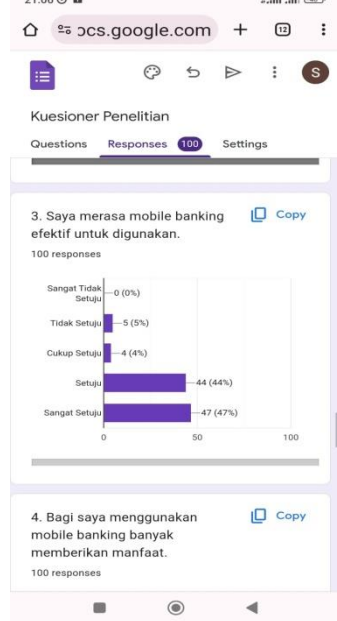 ocs.google.com
12
S
Kuesioner Penelitian
Questions Responses 100 Settings
3. Saya merasa mobile banking
efektif untuk digunakan.
Copy
100 responses
Sangat Tidak
Setuju
0 (0%)
Tidak Setuju
5 (5%)
Cukup Setuju
4 (4%)
Setuju
44 (44%)
Sangat Setuju
47 (47%)
0 50 100
4. Bagi saya menggunakan
mobile banking banyak
memberikan manfaat.
Copy
100 responses